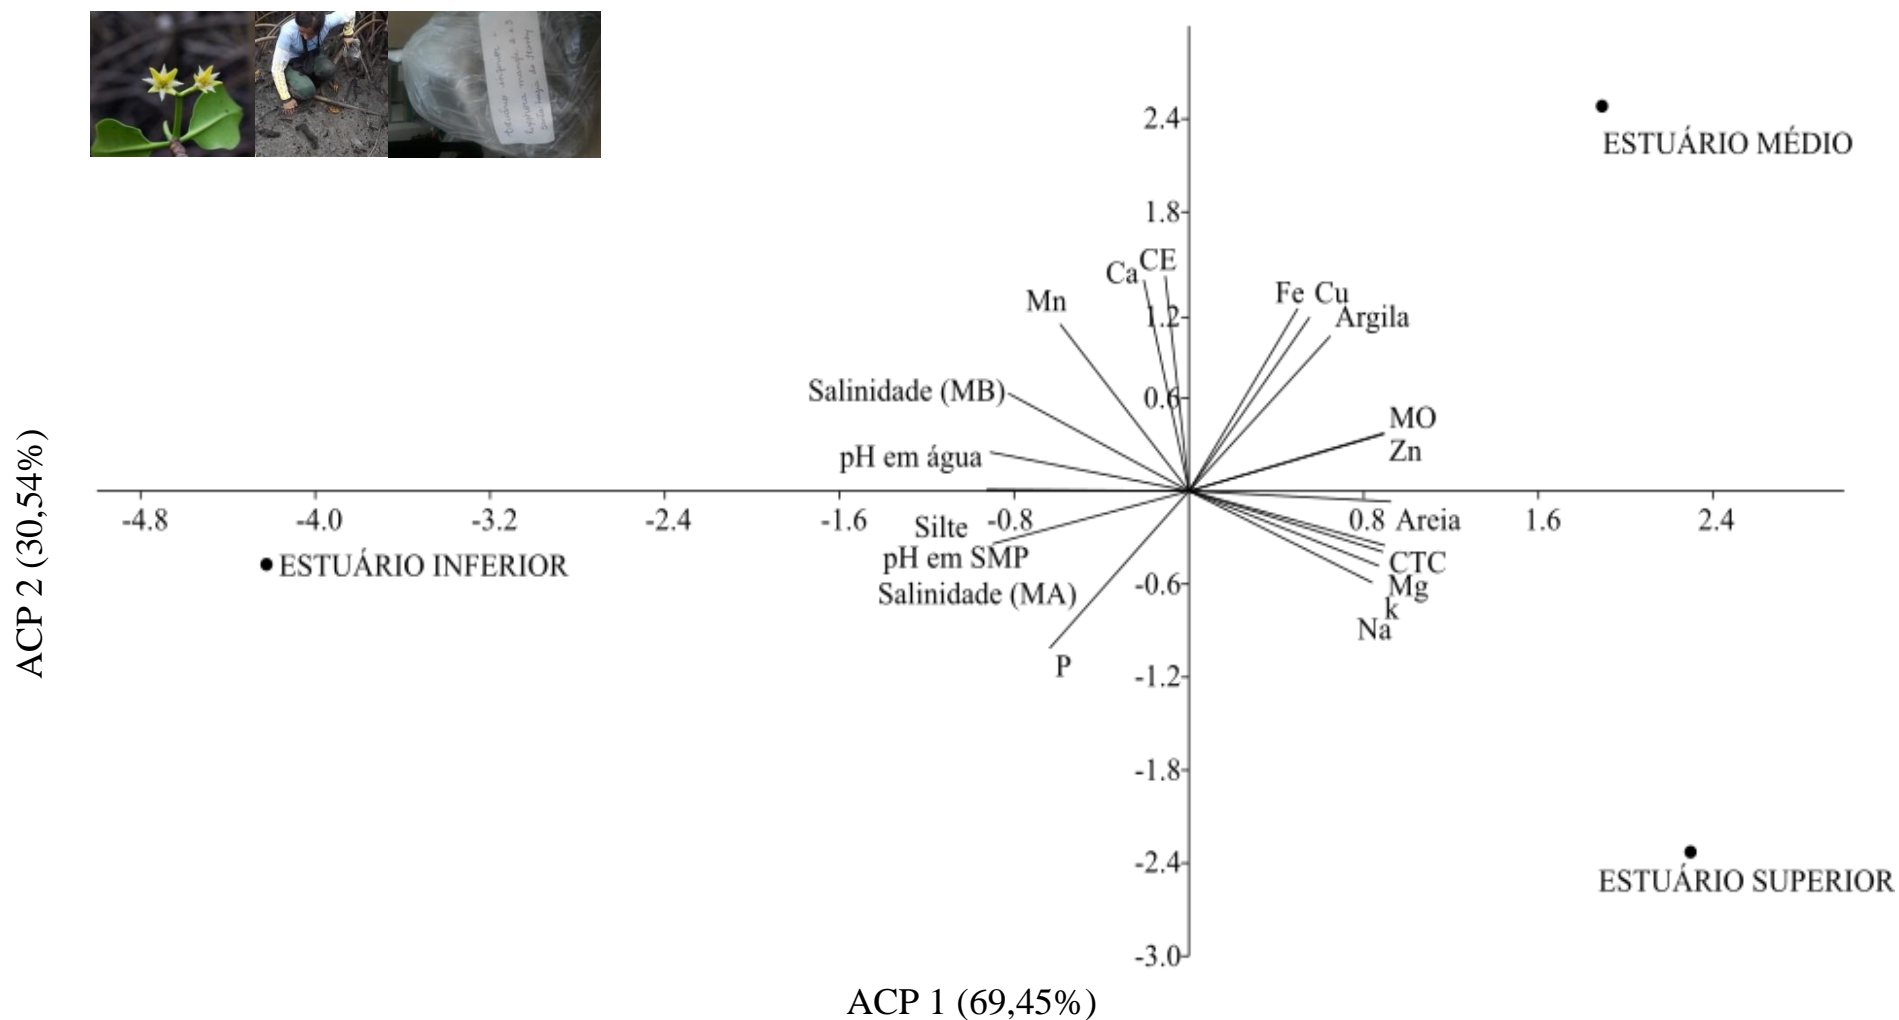 2.4
ESTUÁRIO MÉDIO
1.8
Ca CE
Mn
Fe Cu
1.2
Argila
Salinidade (MB)
0.6
MO
Zn
pH em água
-4.8 -4.0 -3.2 -2.4 -1.6 -0.8 0.8 1.6 2.4
Areia
Silte
ESTUÁRIO INFERIOR
pH em SMP
Salinidade (MA)
CTC
-0.6
Mg
k
Na
P
-1.2
-1.8
-2.4
ESTUÁRIO SUPERIOR
-3.0
ACP 2 (30,54%)
ACP 1 (69,45%)